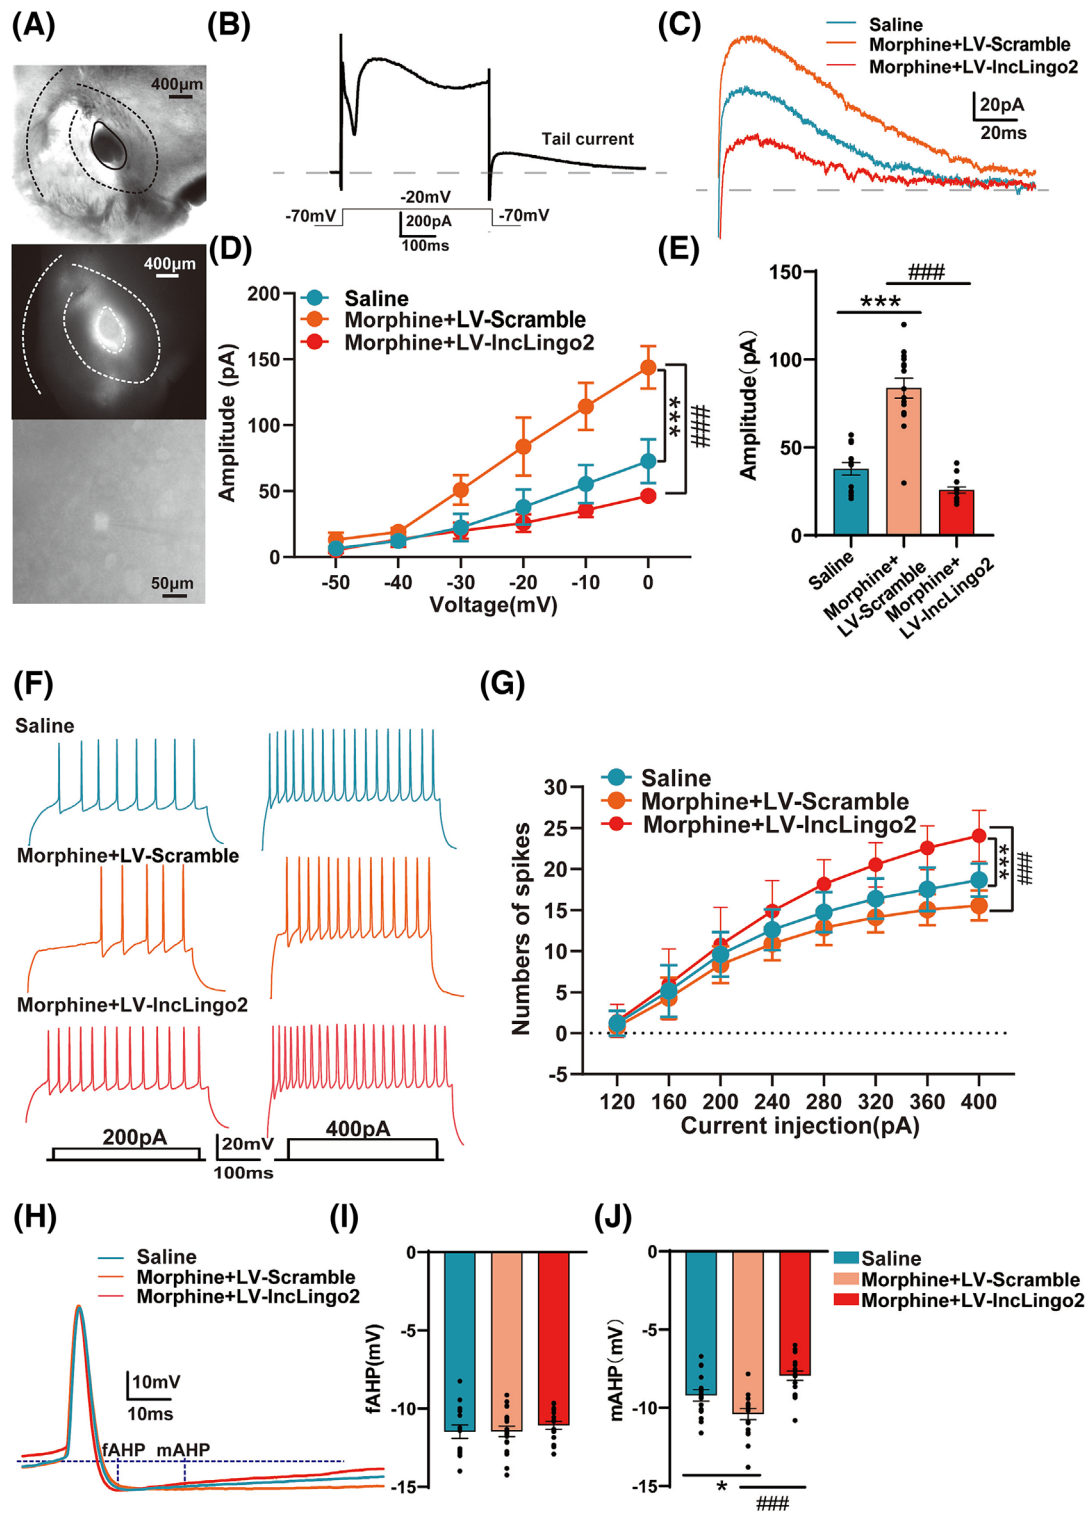 (A)
400μm
400μm
50μm
(B)
Tail current
-20mV
-70mV
-70mV
200pA
100ms
(C)
Saline
Morphine+LV-Scramble
Morphine+LV-lncLingo2
20pA
20ms
(D)
Saline
Morphine+LV-Scramble
Morphine+LV-lncLingo2
200
150
100
50
0
Amplitude (pA)
-50
-40
-30
-20
-10
0
Voltage(mV)
***
###
(E)
150
100
50
0
Amplitude(pA)
***
###
Saline
Morphine+
LV-Scramble
Morphine+
LV-lncLingo2
(F)
Saline
Morphine+LV-Scramble
Morphine+LV-lncLingo2
200pA
400pA
20mV
100ms
(G)
Saline
Morphine+LV-Scramble
Morphine+LV-lncLingo2
30
25
20
15
10
5
0
-5
Numbers of spikes
120
160
200
240
280
320
360
400
Current injection(pA)
***
###
(H)
Saline
Morphine+LV-Scramble
Morphine+LV-lncLingo2
10mV
10ms
fAHP
mAHP
(I)
0
-5
-10
-15
fAHP(mV)
(J)
0
-5
-10
-15
mAHP(mV)
*
###
Saline
Morphine+LV-Scramble
Morphine+LV-lncLingo2